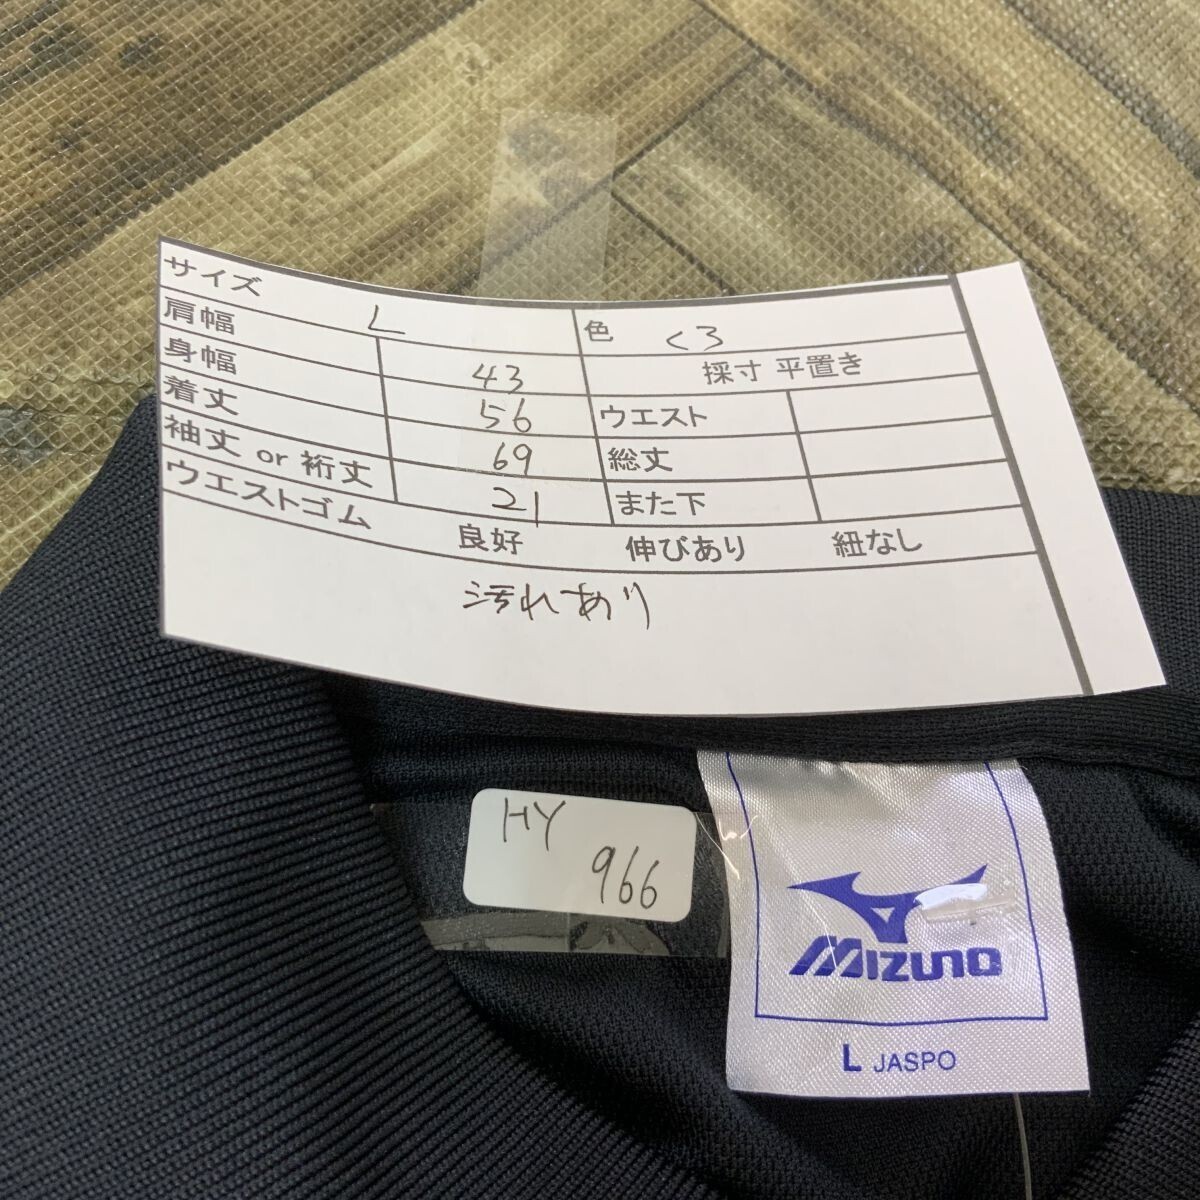 サイズ L 色 くろ
肩幅 43 採寸 平置き
身幅 56 ウエスト
着丈 69 総丈
袖丈 or 裄丈 21 また下
ウエストゴム 良好 伸びあり 紐なし
汚れあり
HY
966
MIZUNO
L JASPO